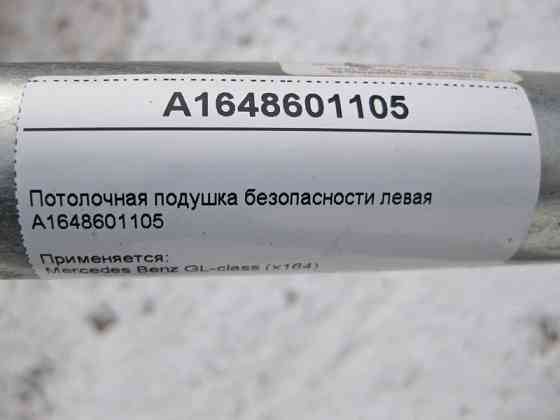 A1648601105
Потолочная подушка безопасности левая
A1648601105
Применяется:
Mercedes Benz GL-class (x164)